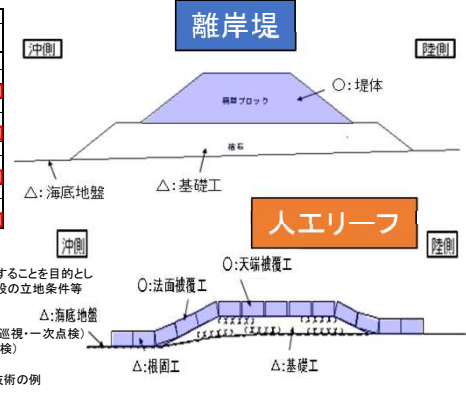 離岸堤
沖側
陸側
○:堤体
消波ブロック
捨石
△:海底地盤
△:基礎工
人工リーフ
沖側
陸側
することを目的とし
設の立地条件等
○:天端被覆工
○:法面被覆工
△:海底地盤
巡視・一次点検)
検)
△:根固工
△:基礎工
技術の例